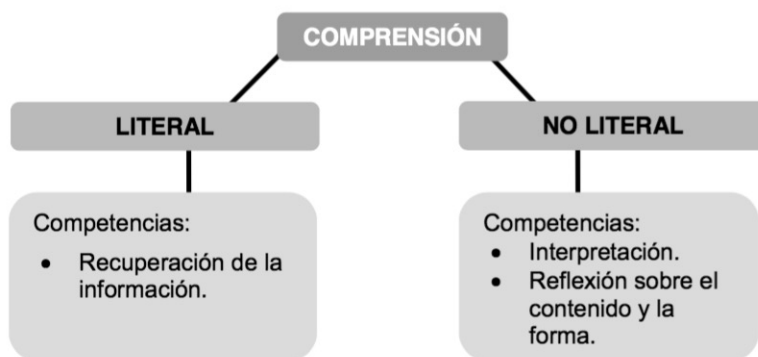 COMPRENSIÓN
LITERAL
Competencias:
• Recuperación de la
información.
NO LITERAL
Competencias:
• Interpretación.
• Reflexión sobre el
contenido y la
forma.